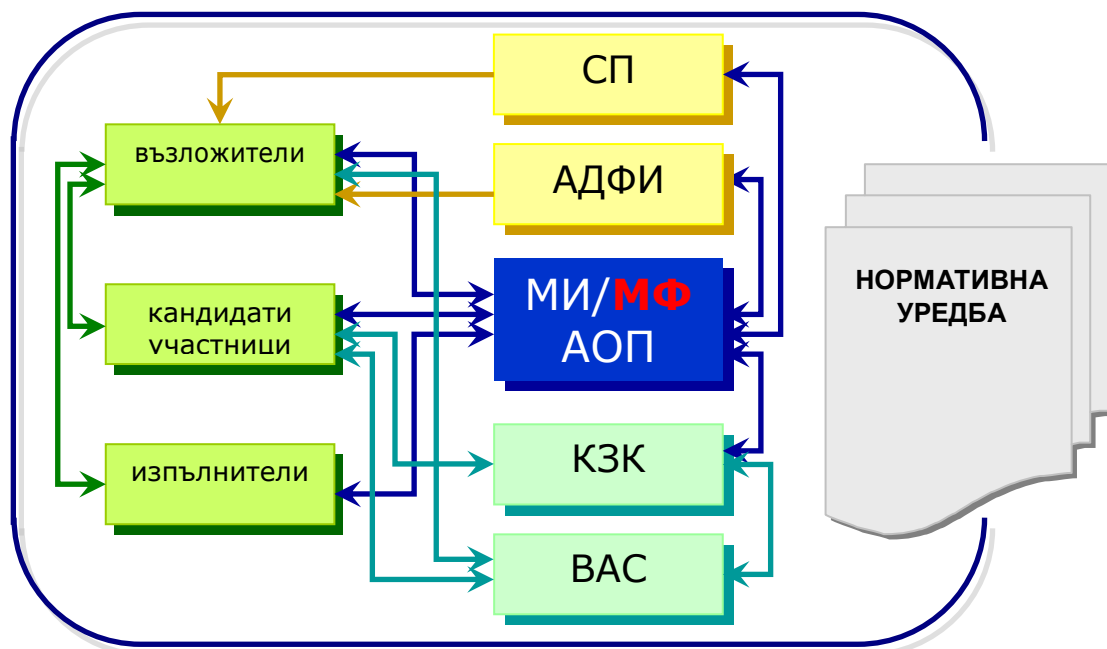 СП
възложители
АДФИ
МИ/МФ
АОП
кандидати
участници
изпълнители
КЗК
ВАС
НОРМАТИВНА
УРЕДБА